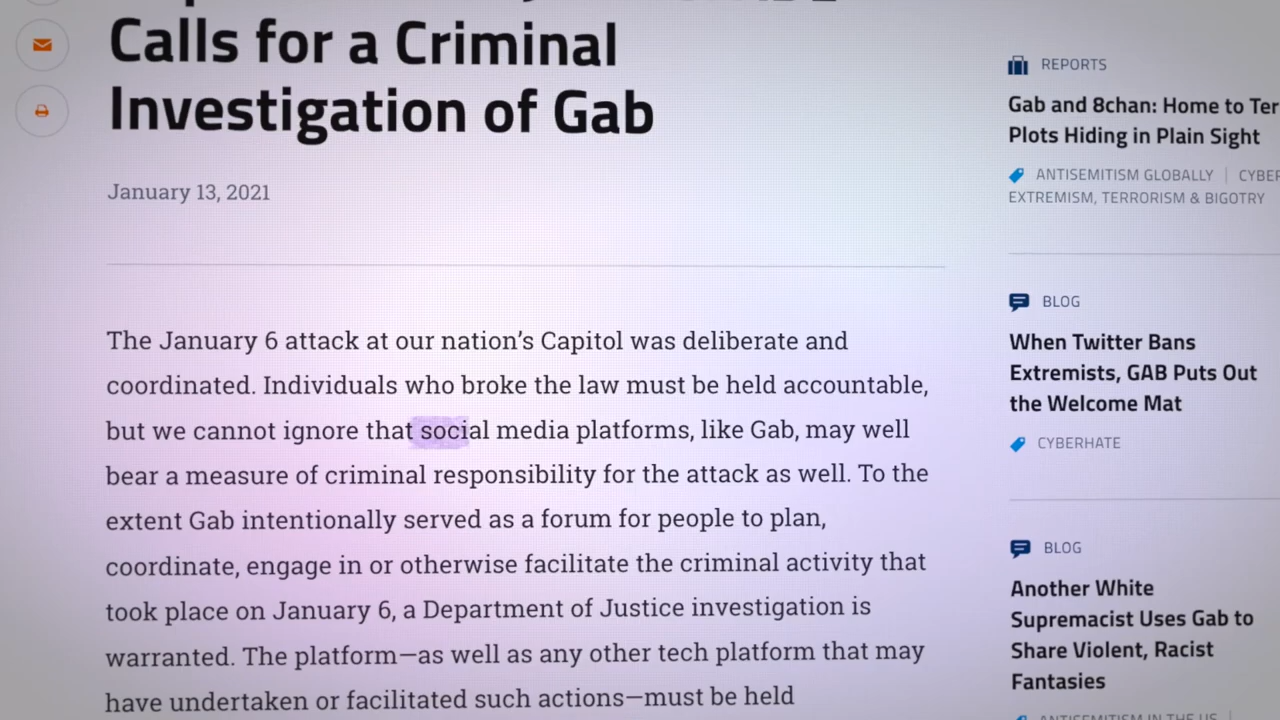 Calls for a Criminal
Investigation of Gab
January 13, 2021
The January 6 attack at our nation’s Capitol was deliberate and
coordinated. Individuals who broke the law must be held accountable,
but we cannot ignore that social media platforms, like Gab, may well
bear a measure of criminal responsibility for the attack as well. To the
extent Gab intentionally served as a forum for people to plan,
coordinate, engage in or otherwise facilitate the criminal activity that
took place on January 6, a Department of Justice investigation is
warranted. The platform—as well as any other tech platform that may
have undertaken or facilitated such actions—must be held
REPORTS
Gab and 8chan: Home to Ter
Plots Hiding in Plain Sight
ANTISEMITISM GLOBALLY | CYBER
EXTREMISM, TERRORISM & BIGOTRY
BLOG
When Twitter Bans
Extremists, GAB Puts Out
the Welcome Mat
CYBERHATE
BLOG
Another White
Supremacist Uses Gab to
Share Violent, Racist
Fantasies
ANTISEMITISM IN THE US |